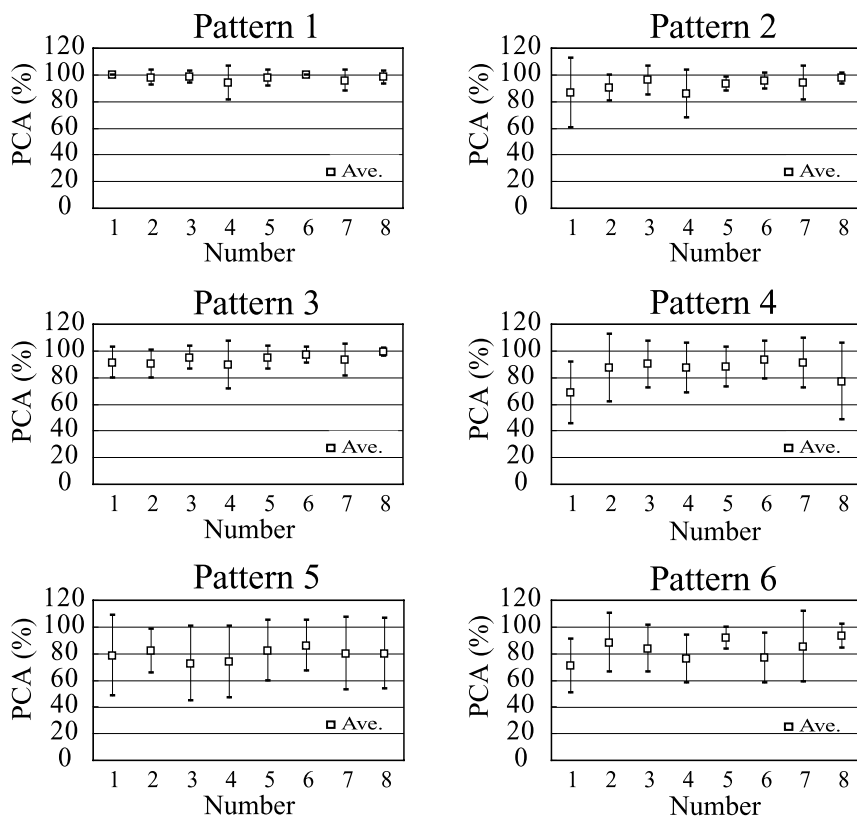 Pattern 1
120
100
80
60
40
20
0
PCA (%)
Ave.
1 2 3 4 5 6 7 8
Number
Pattern 2
120
100
80
60
40
20
0
PCA (%)
Ave.
1 2 3 4 5 6 7 8
Number
Pattern 3
120
100
80
60
40
20
0
PCA (%)
Ave.
1 2 3 4 5 6 7 8
Number
Pattern 4
120
100
80
60
40
20
0
PCA (%)
Ave.
1 2 3 4 5 6 7 8
Number
Pattern 5
120
100
80
60
40
20
0
PCA (%)
Ave.
1 2 3 4 5 6 7 8
Number
Pattern 6
120
100
80
60
40
20
0
PCA (%)
Ave.
1 2 3 4 5 6 7 8
Number